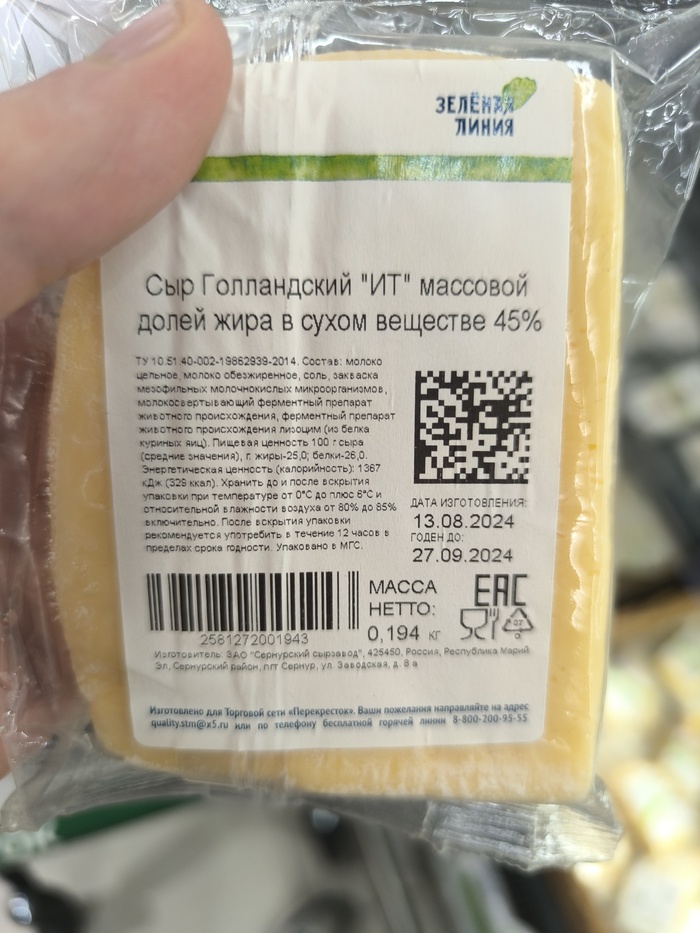 ЗЕЛЁНАЯ
ЛИНИЯ
Сыр Голландский "ИТ" массовой
долей жира в сухом веществе 45%
ТУ 10.51.40-002-19862939-2014. Состав: молоко
цельное, молоко обезжиренное, соль, закваска
мезофильных молочнокислых микроорганизмов,
молокосвертывающий ферментный препарат
животного происхождения, ферментный препарат
животного происхождения лизоцим (из белка
куриных яиц). Пищевая ценность 100 г сыра
(средние значения), г: жиры-25,0; белки-26,0.
Энергетическая ценность (калорийность): 1367
кДж (329 ккал). Хранить до и после вскрытия
упаковки при температуре от 0°С до плюс 6°С и
относительной влажности воздуха от 80% до 85%
включительно. После вскрытия упаковки
рекомендуется употребить в течение 12 часов в
пределах срока годности. Упаковано в МГС.
ДАТА ИЗГОТОВЛЕНИЯ:
13.08.2024
ГОДЕН ДО:
27.09.2024
2581272001943
МАССА
НЕТТО:
0,194 кг
EAC
Изготовитель: ЗАО "Сернурский сырзавод", 425450, Россия, Республика Марий
Эл, Сернурский район, пгт Сернур, ул. Заводская, д. 8 а
Изготовлено для Торговой сети «Перекресток». Ваши пожелания направляйте на адрес
quality.stm@x5.ru или по телефону бесплатной горячей линии 8-800-200-95-55